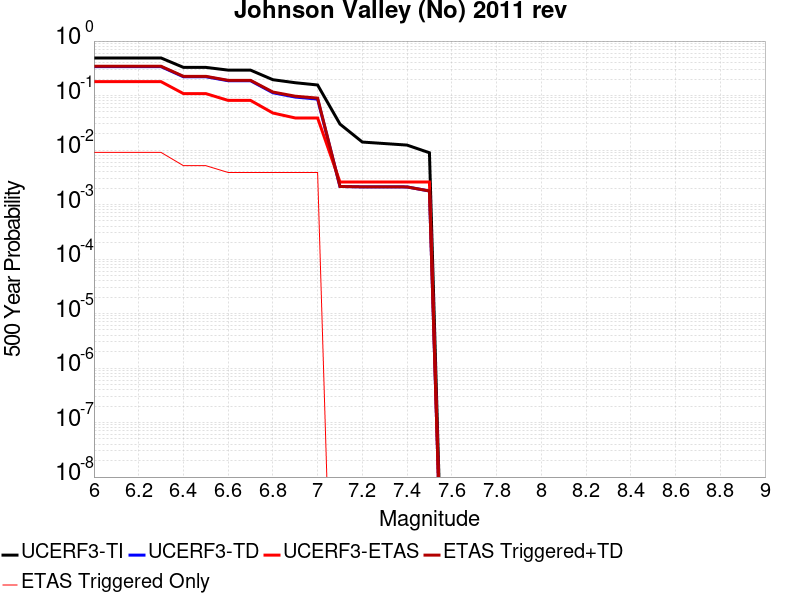 Johnson Valley (No) 2011 rev
10^0
10^-1
10^-2
10^-3
10^-4
10^-5
10^-6
10^-7
10^-8
500 Year Probability
6 6.2 6.4 6.6 6.8 7 7.2 7.4 7.6 7.8 8 8.2 8.4 8.6 8.8 9
Magnitude
UCERF3-TI UCERF3-TD UCERF3-ETAS ETAS Triggered+TD
ETAS Triggered Only